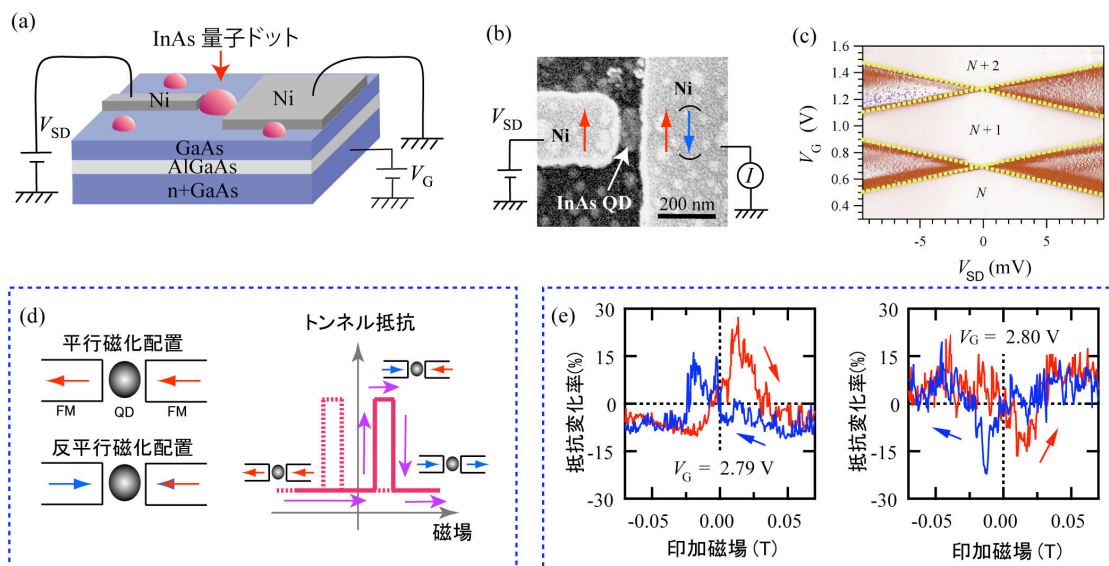 (a)
InAs 量子ドット
Ni
Ni
V_SD
GaAs
AlGaAs
n+GaAs
V_G
(b)
V_SD
Ni
Ni
I
InAs QD
200 nm
(c)
1.6
1.4
1.2
1.0
0.8
0.6
0.4
V_G (V)
N + 2
N + 1
N
-5
0
5
V_SD (mV)
(d)
平行磁化配置
FM
QD
FM
反平行磁化配置
トンネル抵抗
磁場
(e)
30
15
0
-15
-30
抵抗変化率(%)
V_G = 2.79 V
-0.05
0.00
0.05
印加磁場 (T)
30
15
0
-15
-30
抵抗変化率(%)
V_G = 2.80 V
-0.05
0.00
0.05
印加磁場 (T)